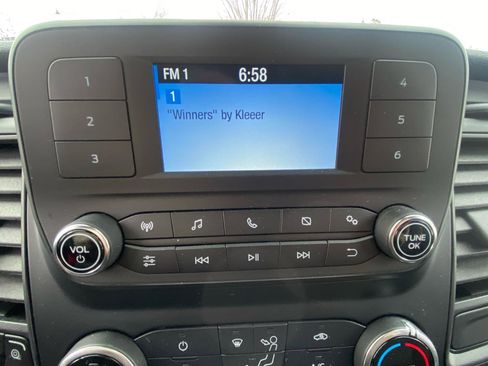 FM 1 6:58
1
"Winners" by Kleeer
1
2
3
4
5
6
VOL
TUNE
OK